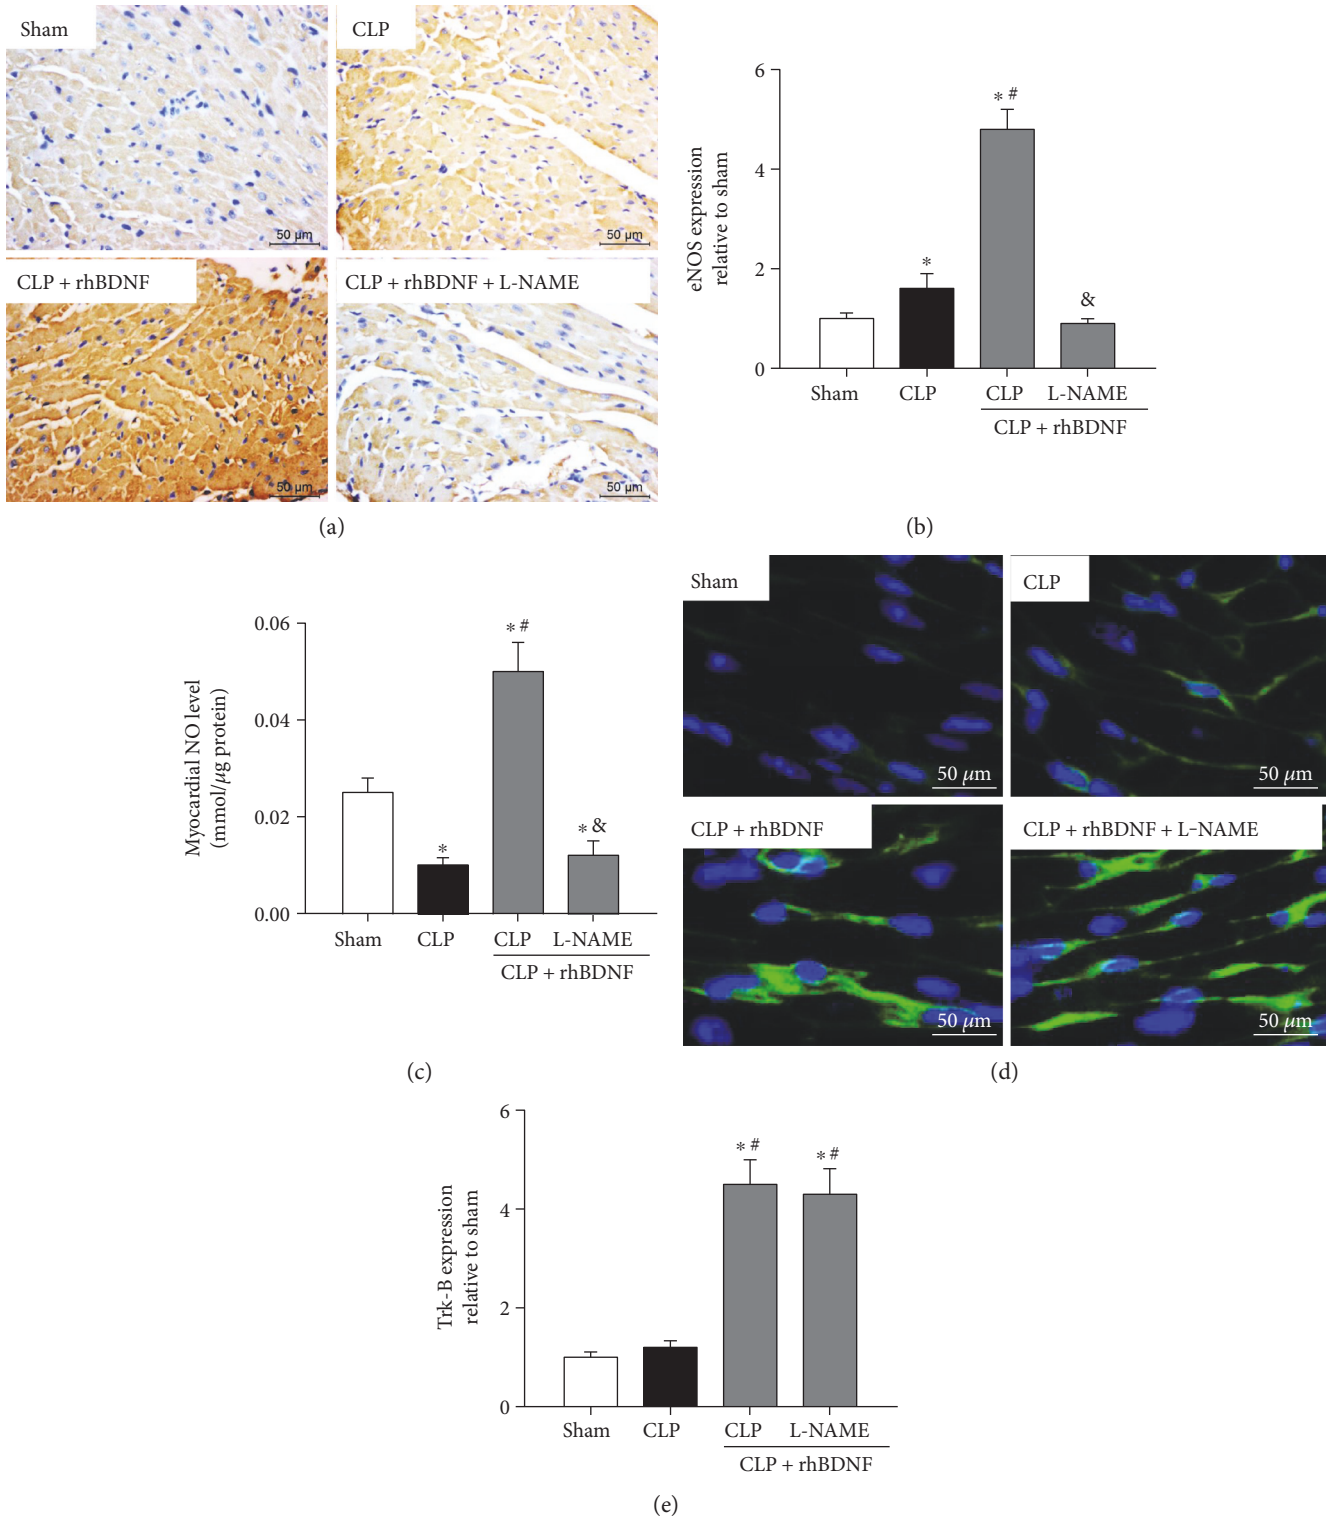 Sham
CLP
50 µm
50 µm
CLP + rhBDNF
CLP + rhBDNF + L-NAME
50 µm
50 µm
(a)
eNOS expression
relative to sham
6
4
2
0
* #
*
&
Sham
CLP
CLP
L-NAME
CLP + rhBDNF
(b)
Myocardial NO level
(mmol/µg protein)
0.06
0.04
0.02
0.00
* #
*
* &
Sham
CLP
CLP
L-NAME
CLP + rhBDNF
(c)
Sham
CLP
50 µm
50 µm
CLP + rhBDNF
CLP + rhBDNF + L-NAME
50 µm
50 µm
(d)
Trk-B expression
relative to sham
6
4
2
0
* #
* #
Sham
CLP
CLP
L-NAME
CLP + rhBDNF
(e)